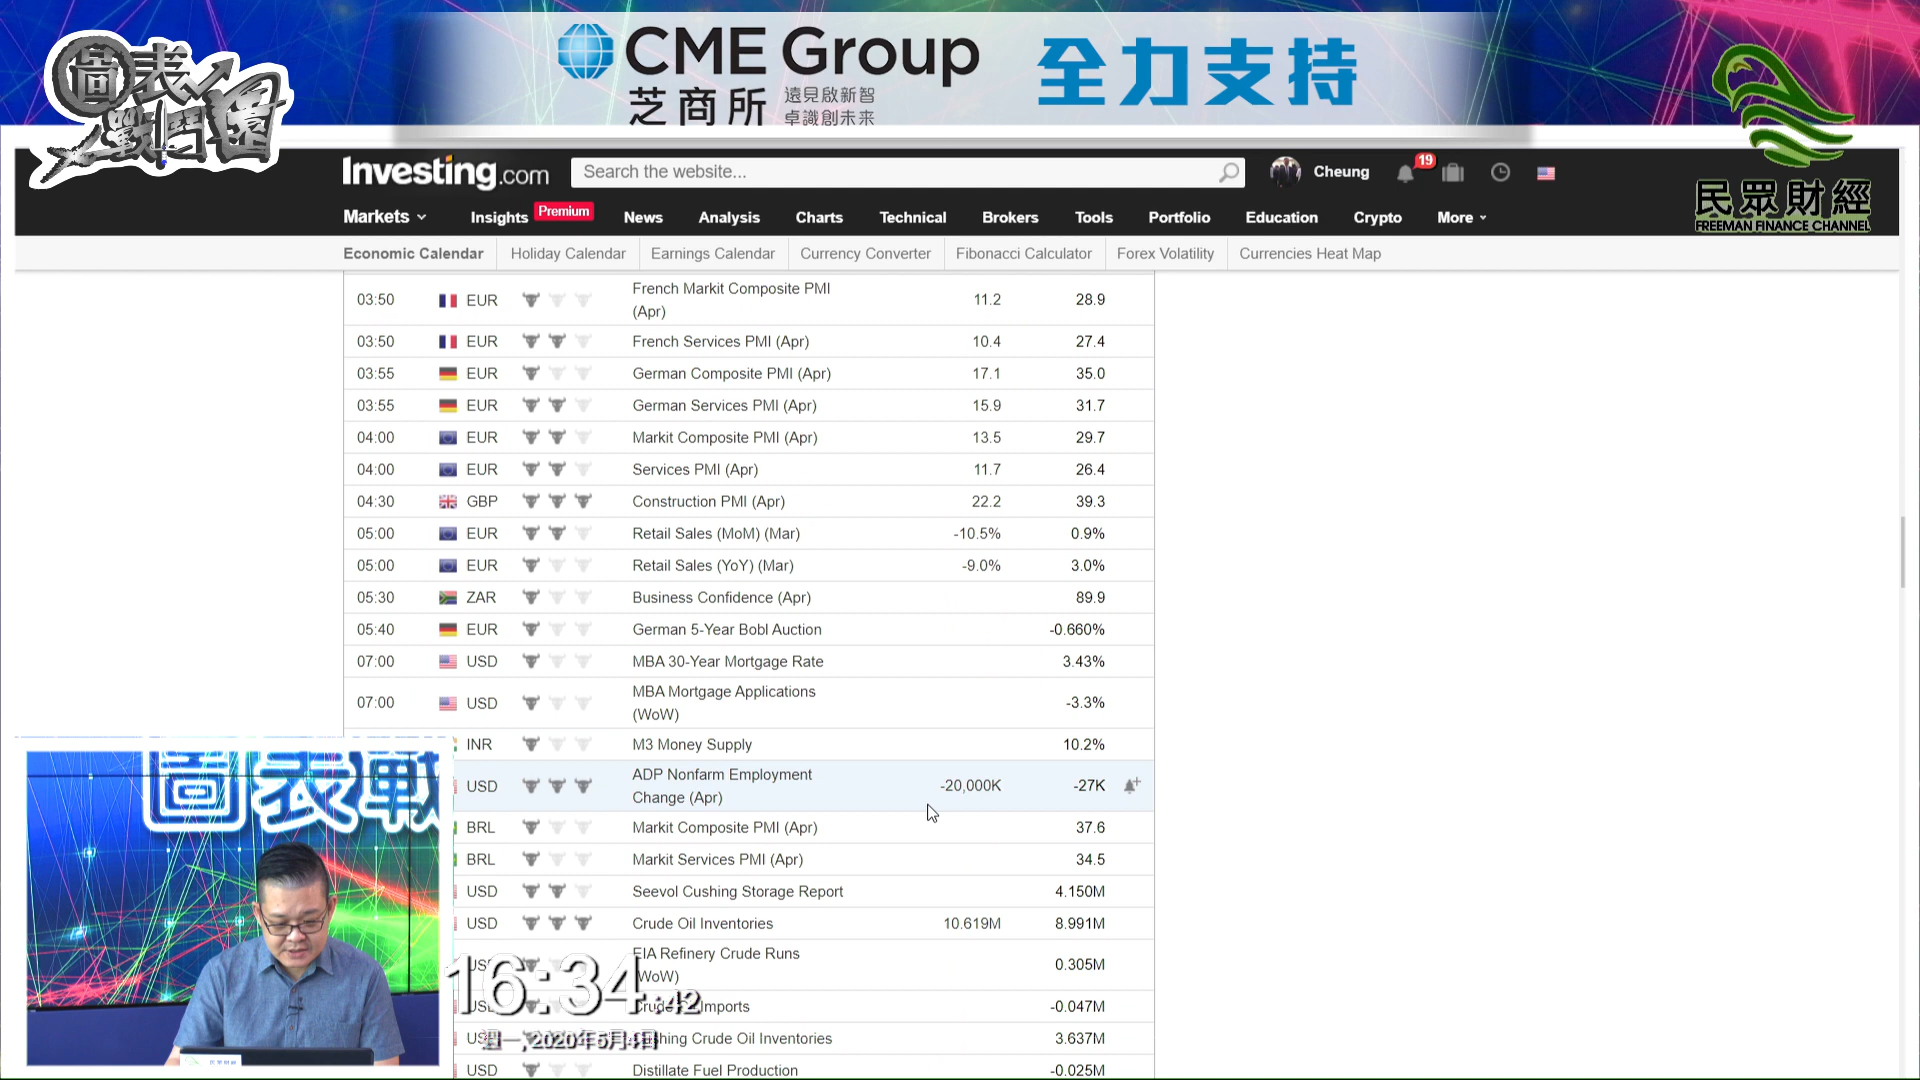 圖表戰鬥團
CME Group
芝商所
遠見啟新智
卓識創未來
全力支持
民眾財經
FREEMAN FINANCE CHANNEL
Investing.com
Search the website...
Cheung
19
Markets
Insights
Premium
News
Analysis
Charts
Technical
Brokers
Tools
Portfolio
Education
Crypto
More
Economic Calendar
Holiday Calendar
Earnings Calendar
Currency Converter
Fibonacci Calculator
Forex Volatility
Currencies Heat Map
03:50 EUR French Markit Composite PMI (Apr) 11.2 28.9
03:50 EUR French Services PMI (Apr) 10.4 27.4
03:55 EUR German Composite PMI (Apr) 17.1 35.0
03:55 EUR German Services PMI (Apr) 15.9 31.7
04:00 EUR Markit Composite PMI (Apr) 13.5 29.7
04:00 EUR Services PMI (Apr) 11.7 26.4
04:30 GBP Construction PMI (Apr) 22.2 39.3
05:00 EUR Retail Sales (MoM) (Mar) -10.5% 0.9%
05:00 EUR Retail Sales (YoY) (Mar) -9.0% 3.0%
05:30 ZAR Business Confidence (Apr) 89.9
05:40 EUR German 5-Year Bobl Auction -0.660%
07:00 USD MBA 30-Year Mortgage Rate 3.43%
07:00 USD MBA Mortgage Applications (WoW) -3.3%
INR M3 Money Supply 10.2%
USD ADP Nonfarm Employment Change (Apr) -20,000K -27K
BRL Markit Composite PMI (Apr) 37.6
BRL Markit Services PMI (Apr) 34.5
USD Seevol Cushing Storage Report 4.150M
USD Crude Oil Inventories 10.619M 8.991M
EIA Refinery Crude Runs (WoW) 0.305M
Imports -0.047M
Crude Oil Inventories 3.637M
USD Distillate Fuel Production -0.025M
圖表戰
16:34:42
週一, 2020年5月4日